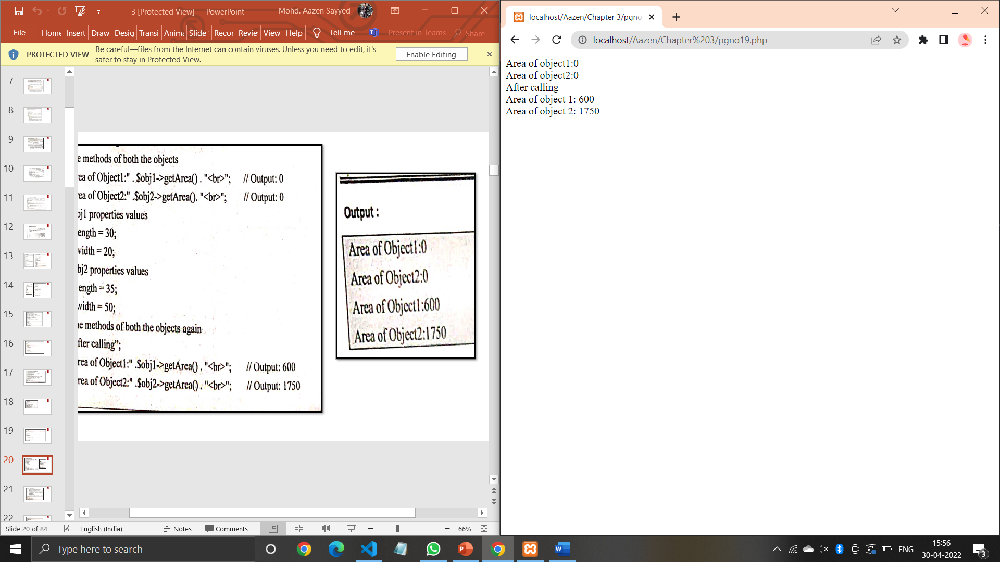 3 [Protected View] - PowerPoint
Mohd. Aazen Sayyed
File Home Insert Draw Desig Transi Anima Slide Recor Review View Help Tell me Present in Teams Share
PROTECTED VIEW Be careful—files from the Internet can contain viruses. Unless you need to edit, it's
safer to stay in Protected View.
Enable Editing
7
8
9
10
11
12
13
14
15
16
17
18
19
20
21
22
e methods of both the objects
ea of Object1:" . $obj1->getArea() . "<br>"; // Output: 0
ea of Object2:" .$obj2->getArea(). "<br>"; // Output: 0
bj1 properties values
ength = 30;
vidth = 20;
bj2 properties values
ength = 35;
vidth = 50;
e methods of both the objects again
fter calling”;
rea of Object1:" .$obj1->getArea() . "<br>"; // Output: 600
rea of Object2:" .$obj2->getArea() . "<br>"; // Output: 1750
Output :
Area of Object1:0
Area of Object2:0
Area of Object1:600
Area of Object2:1750
Slide 20 of 84 English (India) Notes Comments 66%
localhost/Aazen/Chapter 3/pgno
localhost/Aazen/Chapter%203/pgno19.php
Area of object1:0
Area of object2:0
After calling
Area of object 1: 600
Area of object 2: 1750
Type here to search
ENG
15:56
30-04-2022
3